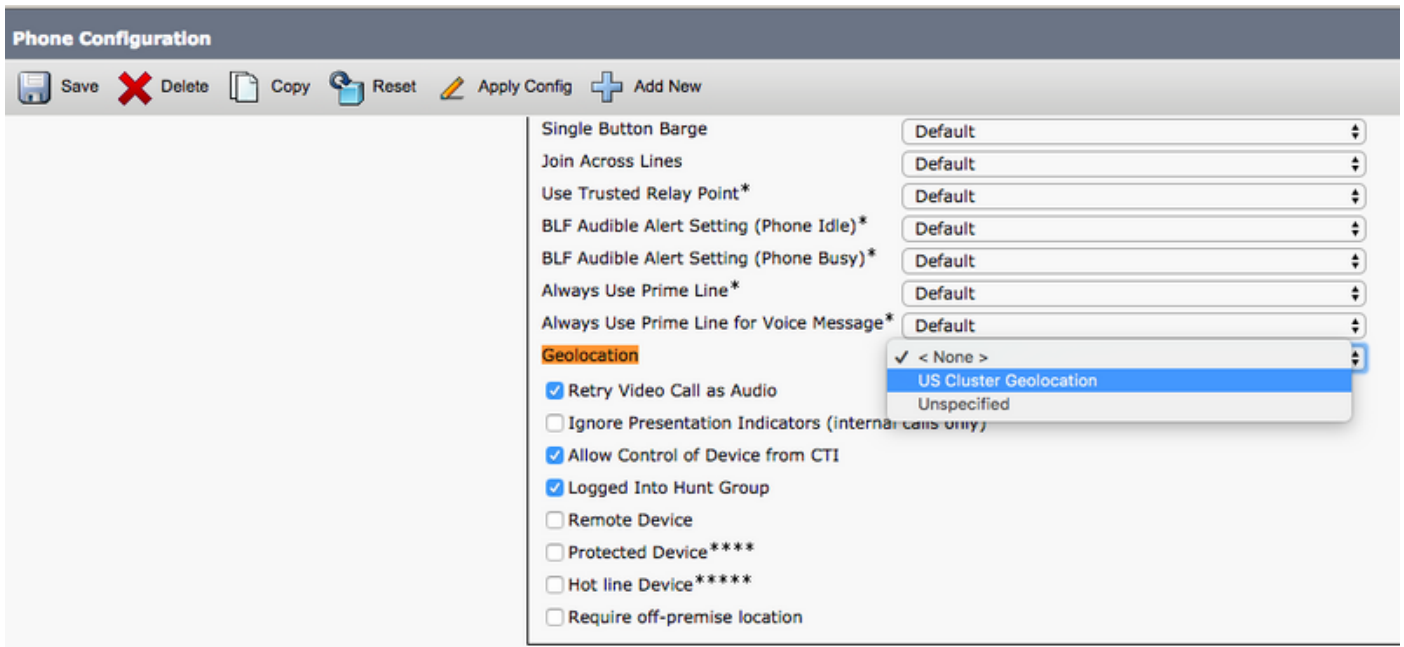 Phone Configuration
Save Delete Copy Reset Apply Config Add New
Single Button Barge Default
Join Across Lines Default
Use Trusted Relay Point* Default
BLF Audible Alert Setting (Phone Idle)* Default
BLF Audible Alert Setting (Phone Busy)* Default
Always Use Prime Line* Default
Always Use Prime Line for Voice Message* Default
Geolocation ✓ < None >
US Cluster Geolocation
Unspecified
Retry Video Call as Audio
Ignore Presentation Indicators (internal calls only)
Allow Control of Device from CTI
Logged Into Hunt Group
Remote Device
Protected Device****
Hot line Device*****
Require off-premise location